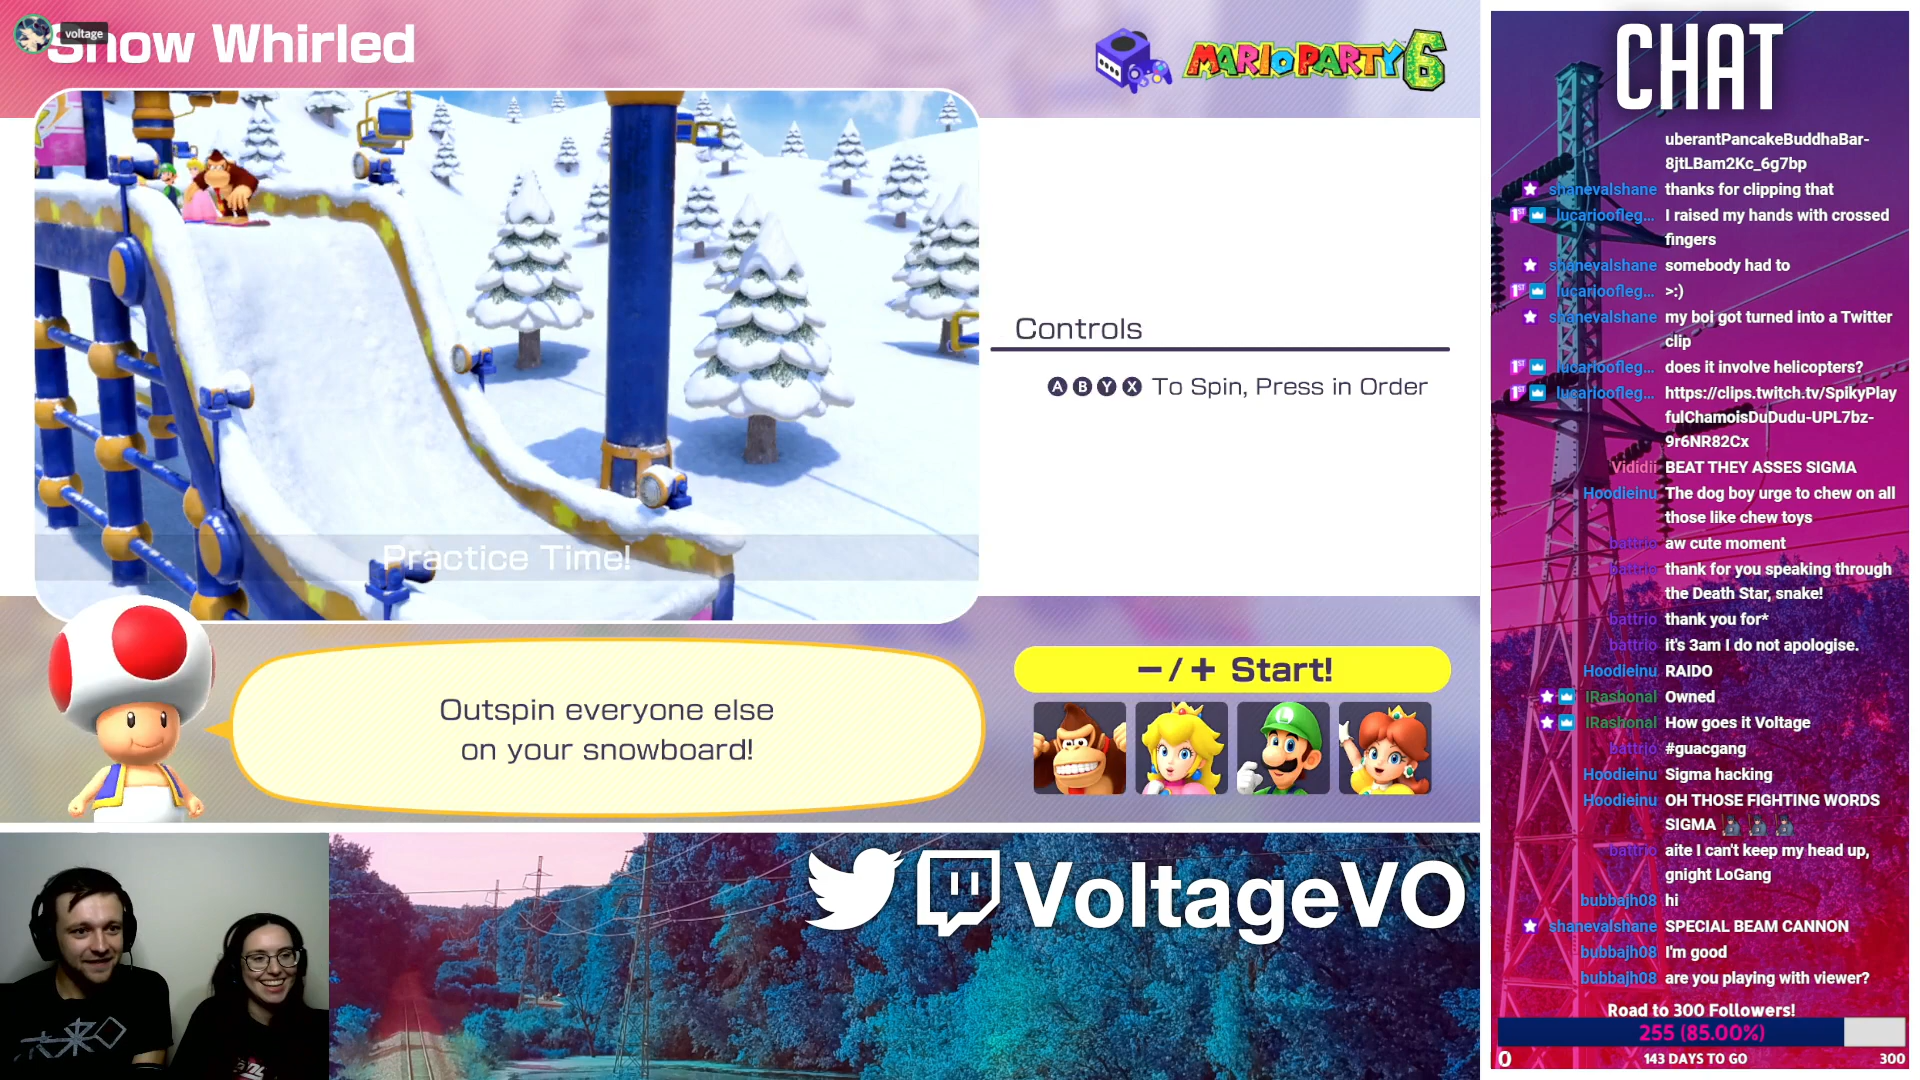 voltage
Snow Whirled
MARIO PARTY 6
Controls
A B Y X To Spin, Press in Order
Practice Time!
Outspin everyone else
on your snowboard!
−/+ Start!
VoltageVO
CHAT
uberantPancakeBuddhaBar-
8jtLBam2Kc_6g7bp
shanevalshane thanks for clipping that
1ST lucarioofleg... I raised my hands with crossed
fingers
shanevalshane somebody had to
1ST lucarioofleg... >:)
shanevalshane my boi got turned into a Twitter
clip
1ST lucarioofleg... does it involve helicopters?
1ST lucarioofleg... https://clips.twitch.tv/SpikyPlay
fulChamoisDuDudu-UPL7bz-
9r6NR82Cx
Vididii BEAT THEY ASSES SIGMA
Hoodieinu The dog boy urge to chew on all
those like chew toys
battrio aw cute moment
battrio thank for you speaking through
the Death Star, snake!
battrio thank you for*
battrio it's 3am I do not apologise.
Hoodieinu RAIDO
IRashonal Owned
IRashonal How goes it Voltage
battrio #guacgang
Hoodieinu Sigma hacking
Hoodieinu OH THOSE FIGHTING WORDS
SIGMA
battrio aite I can't keep my head up,
gnight LoGang
bubbajh08 hi
shanevalshane SPECIAL BEAM CANNON
bubbajh08 I'm good
bubbajh08 are you playing with viewer?
Road to 300 Followers!
255 (85.00%)
0 143 DAYS TO GO 300